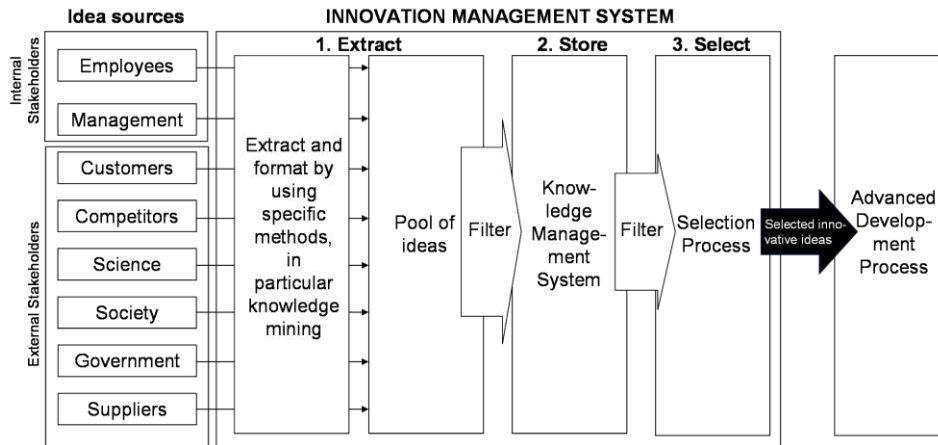 Idea sources
INNOVATION MANAGEMENT SYSTEM
1. Extract
2. Store
3. Select
Internal
Stakeholders
Employees
Management
External Stakeholders
Customers
Competitors
Science
Society
Government
Suppliers
Extract and
format by
using
specific
methods,
in
particular
knowledge
mining
Pool of
ideas
Filter
Know-
ledge
Manage-
ment
System
Filter
Selection
Process
Selected inno-
vative ideas
Advanced
Develop-
ment
Process